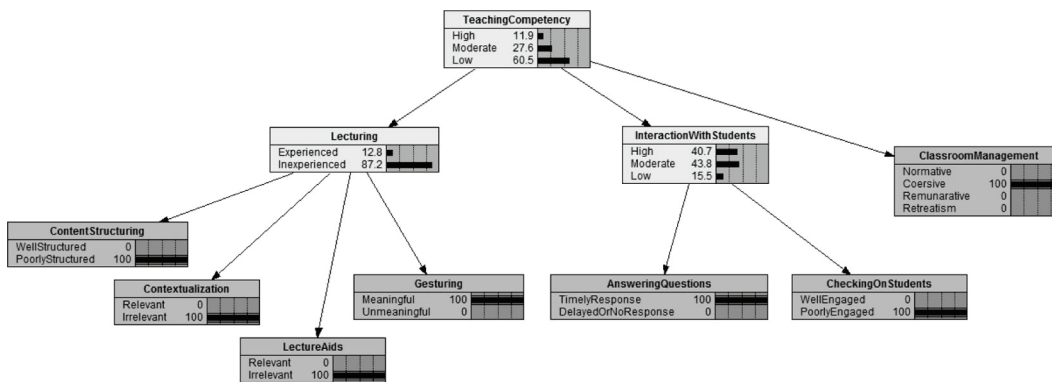 TeachingCompetency
High 11.9
Moderate 27.6
Low 60.5
Lecturing
Experienced 12.8
Inexperienced 87.2
InteractionWithStudents
High 40.7
Moderate 43.8
Low 15.5
ClassroomManagement
Normative 0
Coersive 100
Remunarative 0
Retreatism 0
ContentStructuring
WellStructured 0
PoorlyStructured 100
Contextualization
Relevant 0
Irrelevant 100
LectureAids
Relevant 0
Irrelevant 100
Gesturing
Meaningful 100
Unmeaningful 0
AnsweringQuestions
TimelyResponse 100
DelayedOrNoResponse 0
CheckingOnStudents
WellEngaged 0
PoorlyEngaged 100